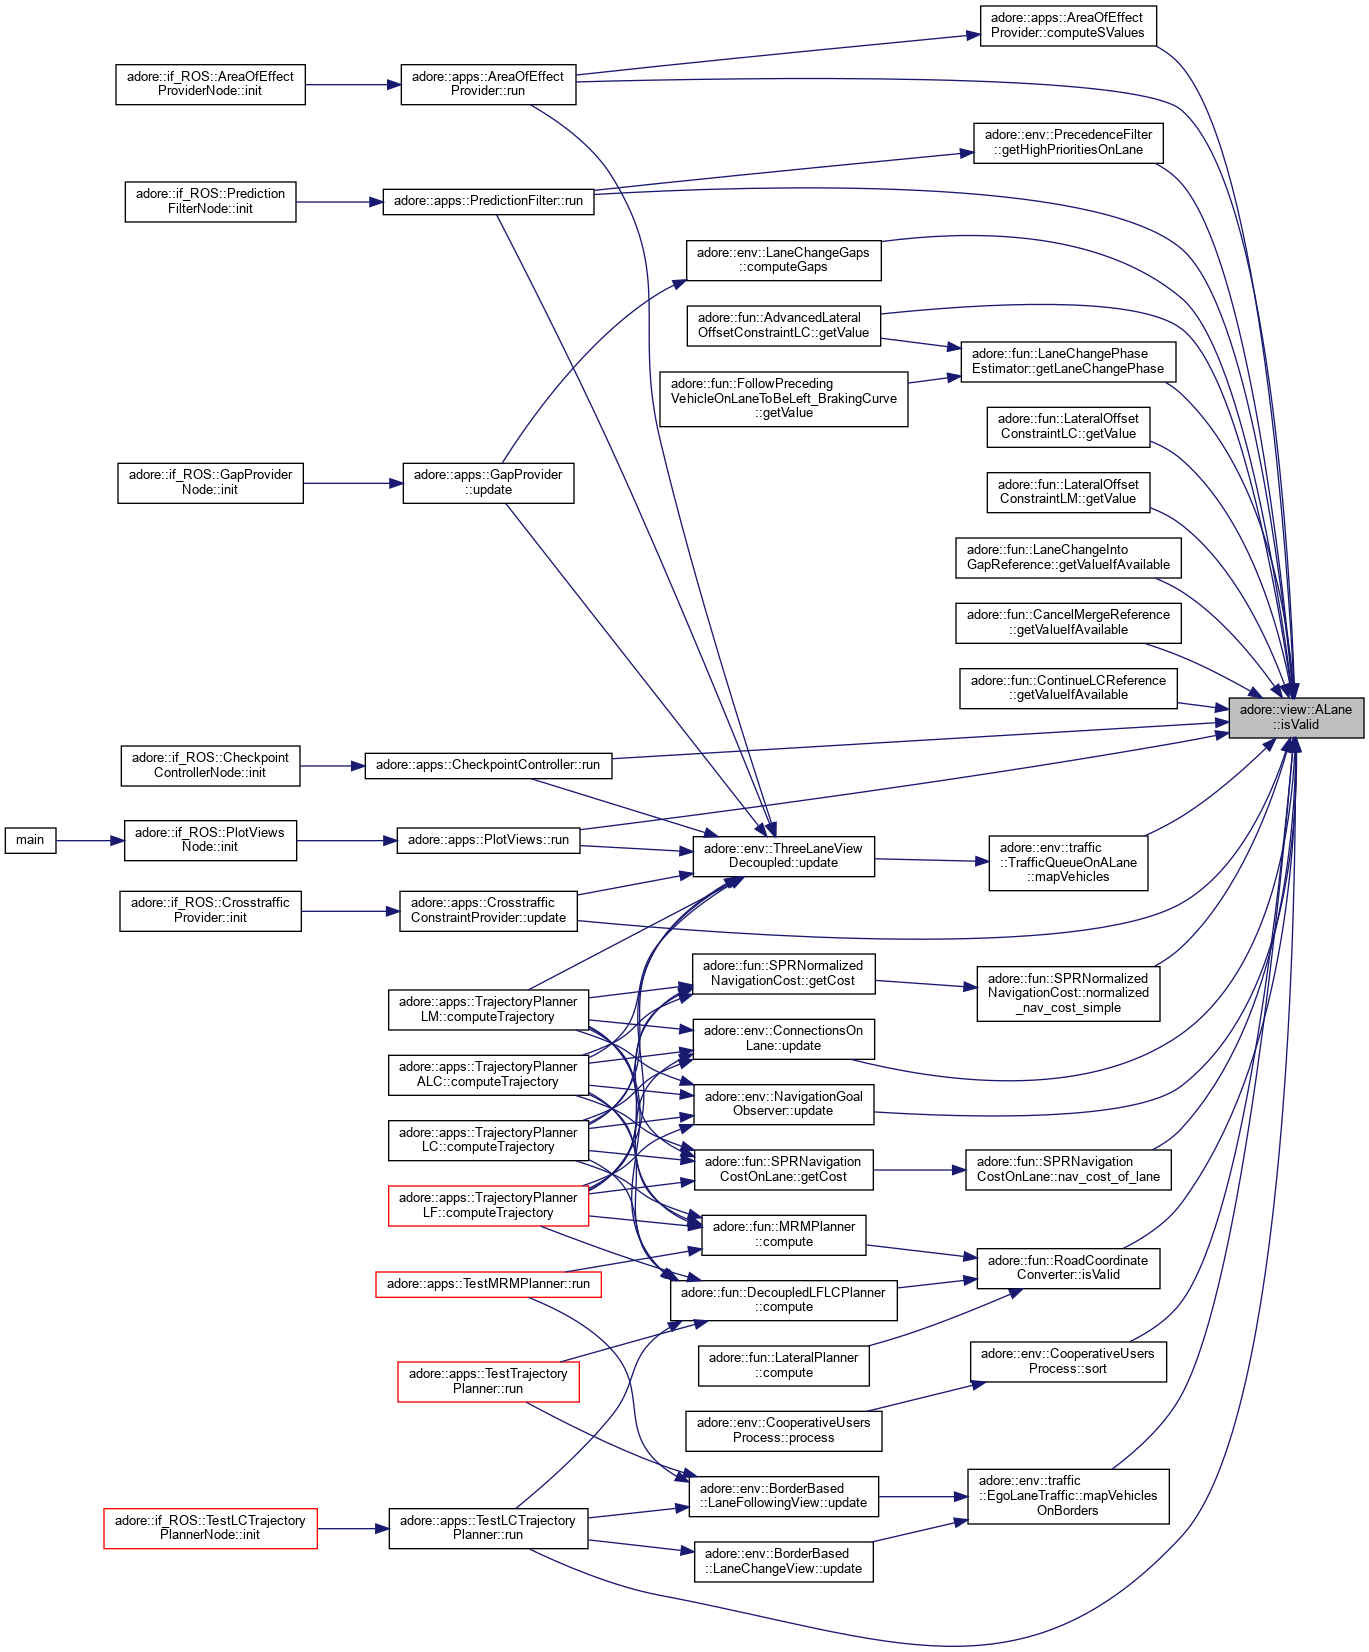 adore::apps::AreaOfEffect
Provider::computeSValues
adore::if_ROS::AreaOfEffect
ProviderNode::init
adore::apps::AreaOfEffect
Provider::run
adore::env::PrecedenceFilter
::getHighPrioritiesOnLane
adore::if_ROS::Prediction
FilterNode::init
adore::apps::PredictionFilter::run
adore::env::LaneChangeGaps
::computeGaps
adore::fun::AdvancedLateral
OffsetConstraintLC::getValue
adore::fun::LaneChangePhase
Estimator::getLaneChangePhase
adore::fun::FollowPreceding
VehicleOnLaneToBeLeft_BrakingCurve
::getValue
adore::fun::LateralOffset
ConstraintLC::getValue
adore::if_ROS::GapProvider
Node::init
adore::apps::GapProvider
::update
adore::fun::LateralOffset
ConstraintLM::getValue
adore::fun::LaneChangeInto
GapReference::getValueIfAvailable
adore::fun::CancelMergeReference
::getValueIfAvailable
adore::fun::ContinueLCReference
::getValueIfAvailable
adore::view::ALane
::isValid
adore::if_ROS::Checkpoint
ControllerNode::init
adore::apps::CheckpointController::run
main
adore::if_ROS::PlotViews
Node::init
adore::apps::PlotViews::run
adore::env::ThreeLaneView
Decoupled::update
adore::env::traffic
::TrafficQueueOnALane
::mapVehicles
adore::if_ROS::Crosstraffic
Provider::init
adore::apps::Crosstraffic
ConstraintProvider::update
adore::fun::SPRNormalized
NavigationCost::getCost
adore::fun::SPRNormalized
NavigationCost::normalized
_nav_cost_simple
adore::apps::TrajectoryPlanner
LM::computeTrajectory
adore::env::ConnectionsOn
Lane::update
adore::apps::TrajectoryPlanner
ALC::computeTrajectory
adore::env::NavigationGoal
Observer::update
adore::apps::TrajectoryPlanner
LC::computeTrajectory
adore::fun::SPRNavigation
CostOnLane::getCost
adore::fun::SPRNavigation
CostOnLane::nav_cost_of_lane
adore::apps::TrajectoryPlanner
LF::computeTrajectory
adore::fun::MRMPlanner
::compute
adore::fun::RoadCoordinate
Converter::isValid
adore::apps::TestMRMPlanner::run
adore::fun::DecoupledLFLCPlanner
::compute
adore::fun::LateralPlanner
::compute
adore::env::CooperativeUsers
Process::sort
adore::apps::TestTrajectory
Planner::run
adore::env::CooperativeUsers
Process::process
adore::env::BorderBased
::LaneFollowingView::update
adore::env::traffic
::EgoLaneTraffic::mapVehicles
OnBorders
adore::if_ROS::TestLCTrajectory
PlannerNode::init
adore::apps::TestLCTrajectory
Planner::run
adore::env::BorderBased
::LaneChangeView::update